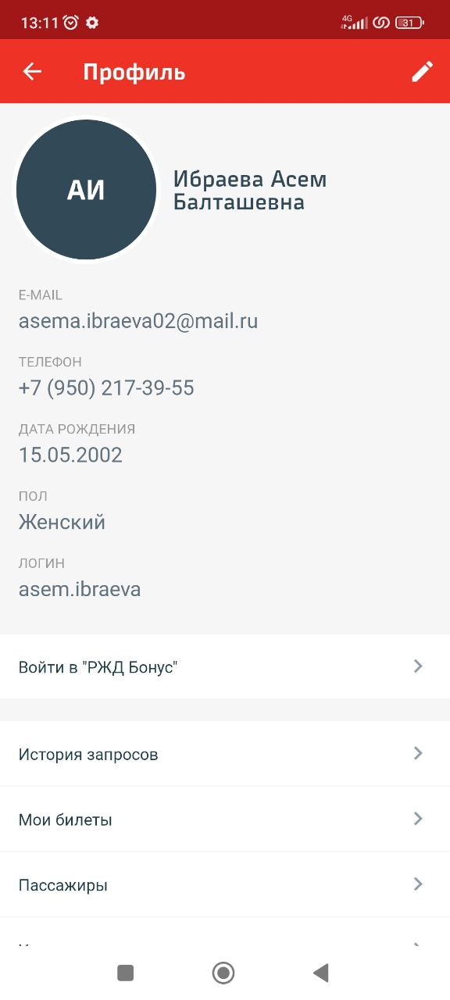 13:11
4G
31
Профиль
АИ
Ибраева Асем
Балташевна
E-MAIL
asema.ibraeva02@mail.ru
ТЕЛЕФОН
+7 (950) 217-39-55
ДАТА РОЖДЕНИЯ
15.05.2002
ПОЛ
Женский
ЛОГИН
asem.ibraeva
Войти в "РЖД Бонус"
История запросов
Мои билеты
Пассажиры